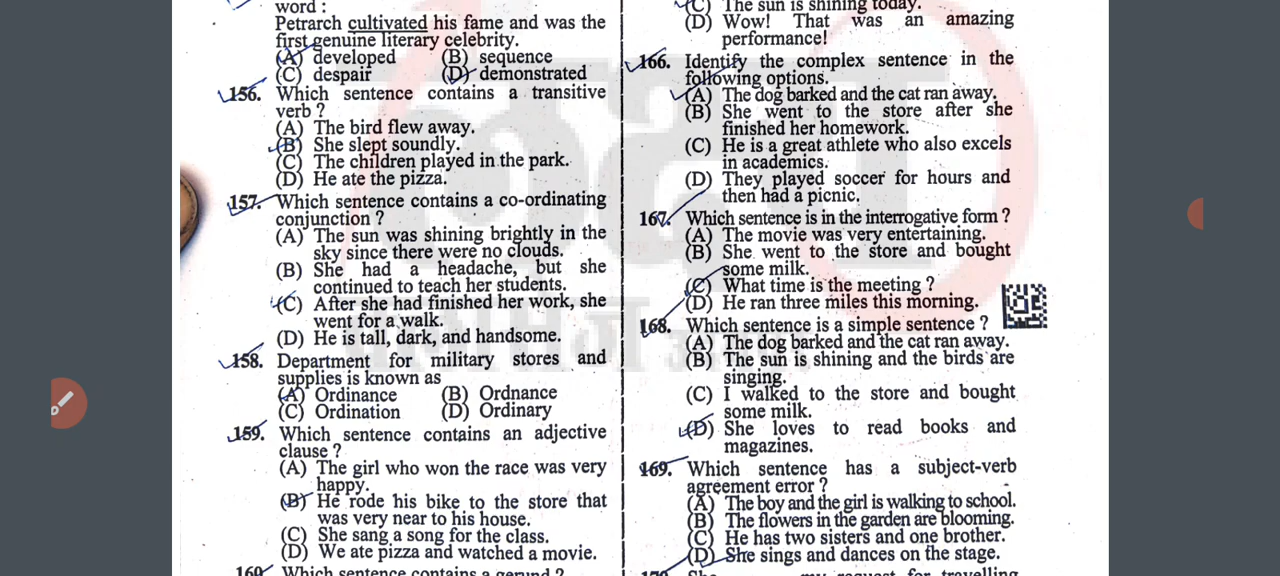 word :
Petrarch cultivated his fame and was the
first genuine literary celebrity.
(A) developed (B) sequence
(C) despair (D) demonstrated
156. Which sentence contains a transitive
verb ?
(A) The bird flew away.
(B) She slept soundly.
(C) The children played in the park.
(D) He ate the pizza.
157. Which sentence contains a co-ordinating
conjunction ?
(A) The sun was shining brightly in the
sky since there were no clouds.
(B) She had a headache, but she
continued to teach her students.
(C) After she had finished her work, she
went for a walk.
(D) He is tall, dark, and handsome.
158. Department for military stores and
supplies is known as
(A) Ordinance (B) Ordnance
(C) Ordination (D) Ordinary
159. Which sentence contains an adjective
clause ?
(A) The girl who won the race was very
happy.
(B) He rode his bike to the store that
was very near to his house.
(C) She sang a song for the class.
(D) We ate pizza and watched a movie.
160. Which sentence contains a gerund ?
(C) The sun is shining today.
(D) Wow! That was an amazing
performance!
166. Identify the complex sentence in the
following options.
(A) The dog barked and the cat ran away.
(B) She went to the store after she
finished her homework.
(C) He is a great athlete who also excels
in academics.
(D) They played soccer for hours and
then had a picnic.
167. Which sentence is in the interrogative form ?
(A) The movie was very entertaining.
(B) She went to the store and bought
some milk.
(C) What time is the meeting ?
(D) He ran three miles this morning.
168. Which sentence is a simple sentence ?
(A) The dog barked and the cat ran away.
(B) The sun is shining and the birds are
singing.
(C) I walked to the store and bought
some milk.
(D) She loves to read books and
magazines.
169. Which sentence has a subject-verb
agreement error ?
(A) The boy and the girl is walking to school.
(B) The flowers in the garden are blooming.
(C) He has two sisters and one brother.
(D) She sings and dances on the stage.
170. She my request for travelling